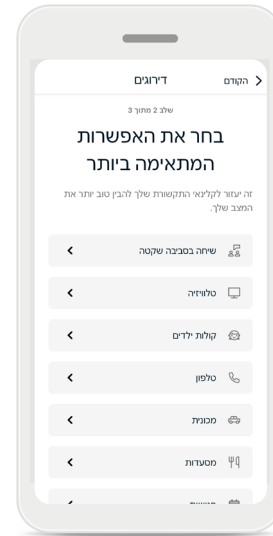 הקודם
דירוגים
שלב 2 מתוך 3
בחר את האפשרות
המתאימה ביותר
זה יעזור לקלינאי התקשורת שלך להבין טוב יותר את
המצב שלך.
שיחה בסביבה שקטה
טלוויזיה
קולות ילדים
טלפון
מכונית
מסעדות